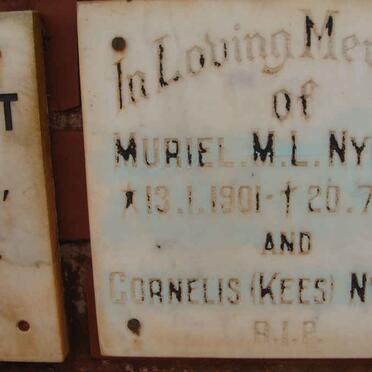 In Loving Me
of
MURIEL. M. L. NY
* 13.1.1901 - † 20.7
AND
CORNELIS (KEES) N
R.I.P.
T